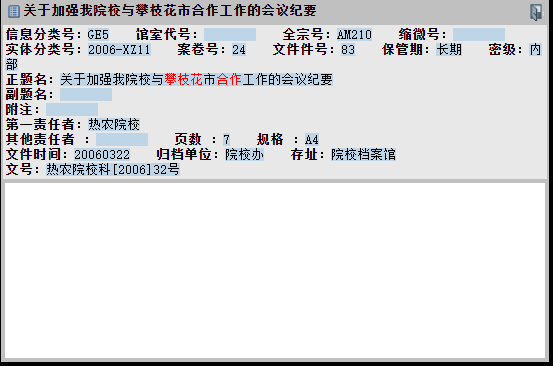 关于加强我院校与攀枝花市合作工作的会议纪要
信息分类号：GE5 馆室代号： 全宗号：AM210 缩微号：
实体分类号：2006-XZ11 案卷号：24 文件件号：83 保管期：长期 密级：内
部
正题名：关于加强我院校与攀枝花市合作工作的会议纪要
副题名：
附注：
第一责任者：热农院校
其他责任者 ： 页数 ：7 规格 ：A4
文件时间：20060322 归档单位：院校办 存址：院校档案馆
文号：热农院校科[2006]32号